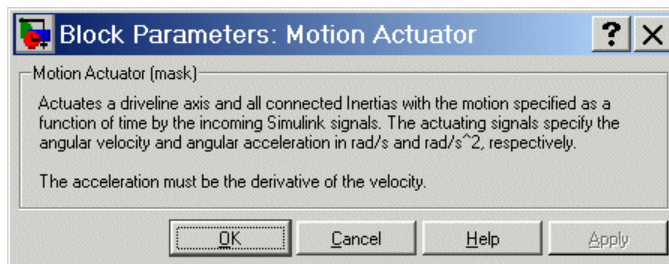 Block Parameters: Motion Actuator
Motion Actuator (mask)
Actuates a driveline axis and all connected Inertias with the motion specified as a
function of time by the incoming Simulink signals. The actuating signals specify the
angular velocity and angular acceleration in rad/s and rad/s^2, respectively.
The acceleration must be the derivative of the velocity.
OK Cancel Help Apply